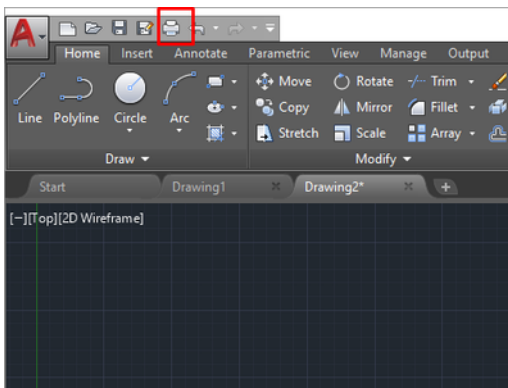 A
Home Insert Annotate Parametric View Manage Output
Line Polyline Circle Arc
Move Rotate Trim
Copy Mirror Fillet
Stretch Scale Array
Draw Modify
Start Drawing1 Drawing2* +
[−][Top][2D Wireframe]